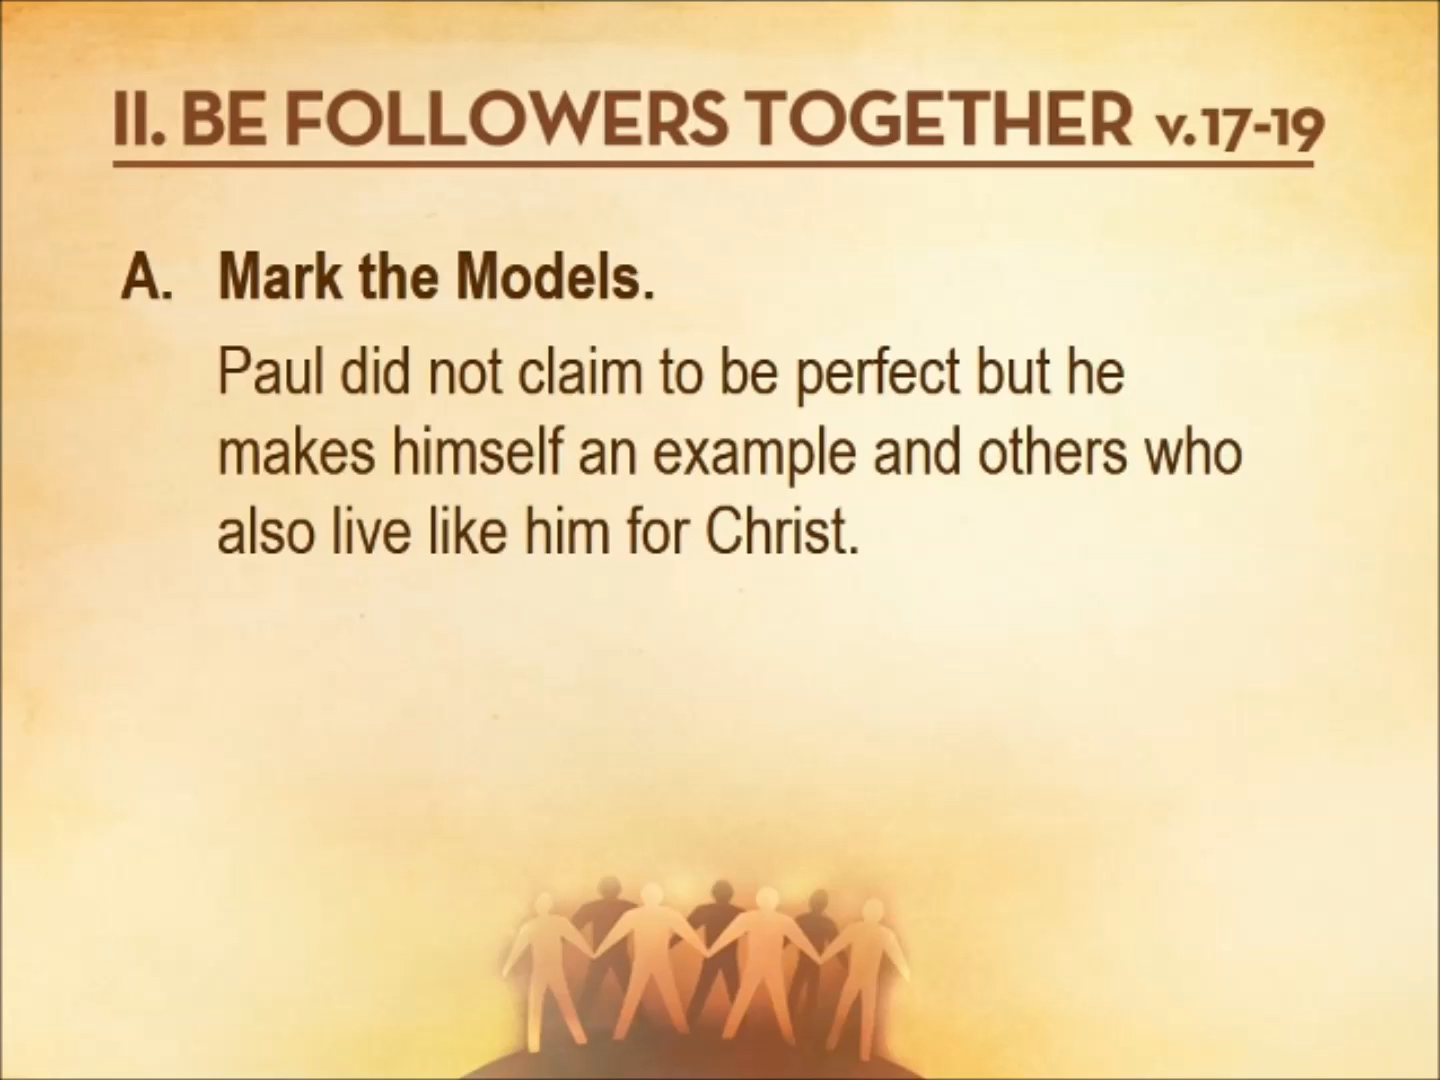 II. BE FOLLOWERS TOGETHER v.17-19
A. Mark the Models.
Paul did not claim to be perfect but he
makes himself an example and others who
also live like him for Christ.